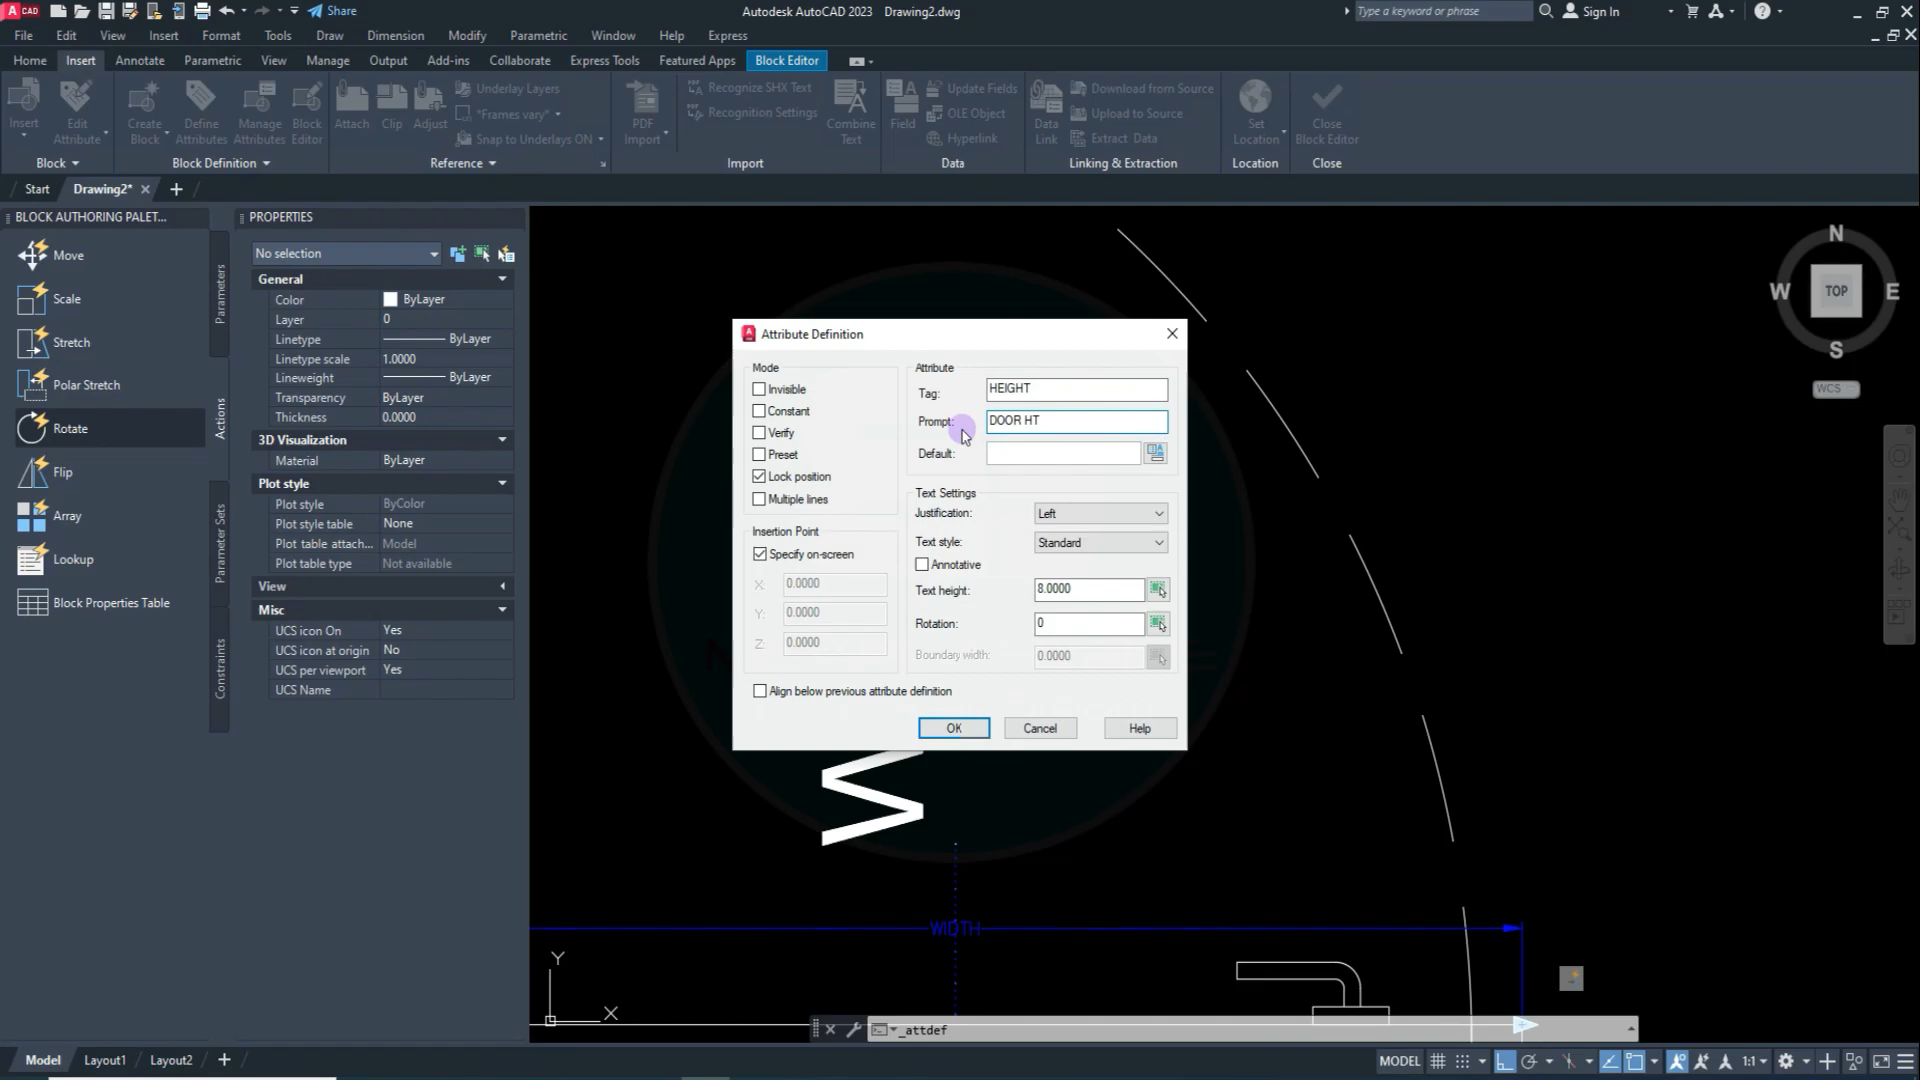 A CAD Share Autodesk AutoCAD 2023 Drawing2.dwg Type a keyword or phrase Sign In
File Edit View Insert Format Tools Draw Dimension Modify Parametric Window Help Express
Home Insert Annotate Parametric View Manage Output Add-ins Collaborate Express Tools Featured Apps Block Editor
Insert Edit Attribute Create Block Define Attributes Manage Attributes Block Editor Attach Clip Adjust Underlay Layers *Frames vary* Snap to Underlays ON PDF Import Recognize SHX Text Recognition Settings Combine Text Field Update Fields OLE Object Hyperlink Data Link Download from Source Upload to Source Extract Data Set Location Close Block Editor
Block Block Definition Reference Import Data Linking & Extraction Location Close
Start Drawing2*
BLOCK AUTHORING PALET...
Move
Scale
Stretch
Polar Stretch
Rotate
Flip
Array
Lookup
Block Properties Table
Parameters
Actions
Parameter Sets
Constraints
PROPERTIES
No selection
General
Color ByLayer
Layer 0
Linetype ByLayer
Linetype scale 1.0000
Lineweight ByLayer
Transparency ByLayer
Thickness 0.0000
3D Visualization
Material ByLayer
Plot style
Plot style ByColor
Plot style table None
Plot table attach... Model
Plot table type Not available
View
Misc
UCS icon On Yes
UCS icon at origin No
UCS per viewport Yes
UCS Name
Attribute Definition
Mode
Invisible
Constant
Verify
Preset
Lock position
Multiple lines
Insertion Point
Specify on-screen
X: 0.0000
Y: 0.0000
Z: 0.0000
Align below previous attribute definition
Attribute
Tag: HEIGHT
Prompt: DOOR HT
Default:
Text Settings
Justification: Left
Text style: Standard
Annotative
Text height: 8.0000
Rotation: 0
Boundary width: 0.0000
OK Cancel Help
N
W TOP E
S
WCS
WIDTH
Y
X
_attdef
Model Layout1 Layout2 MODEL 1:1